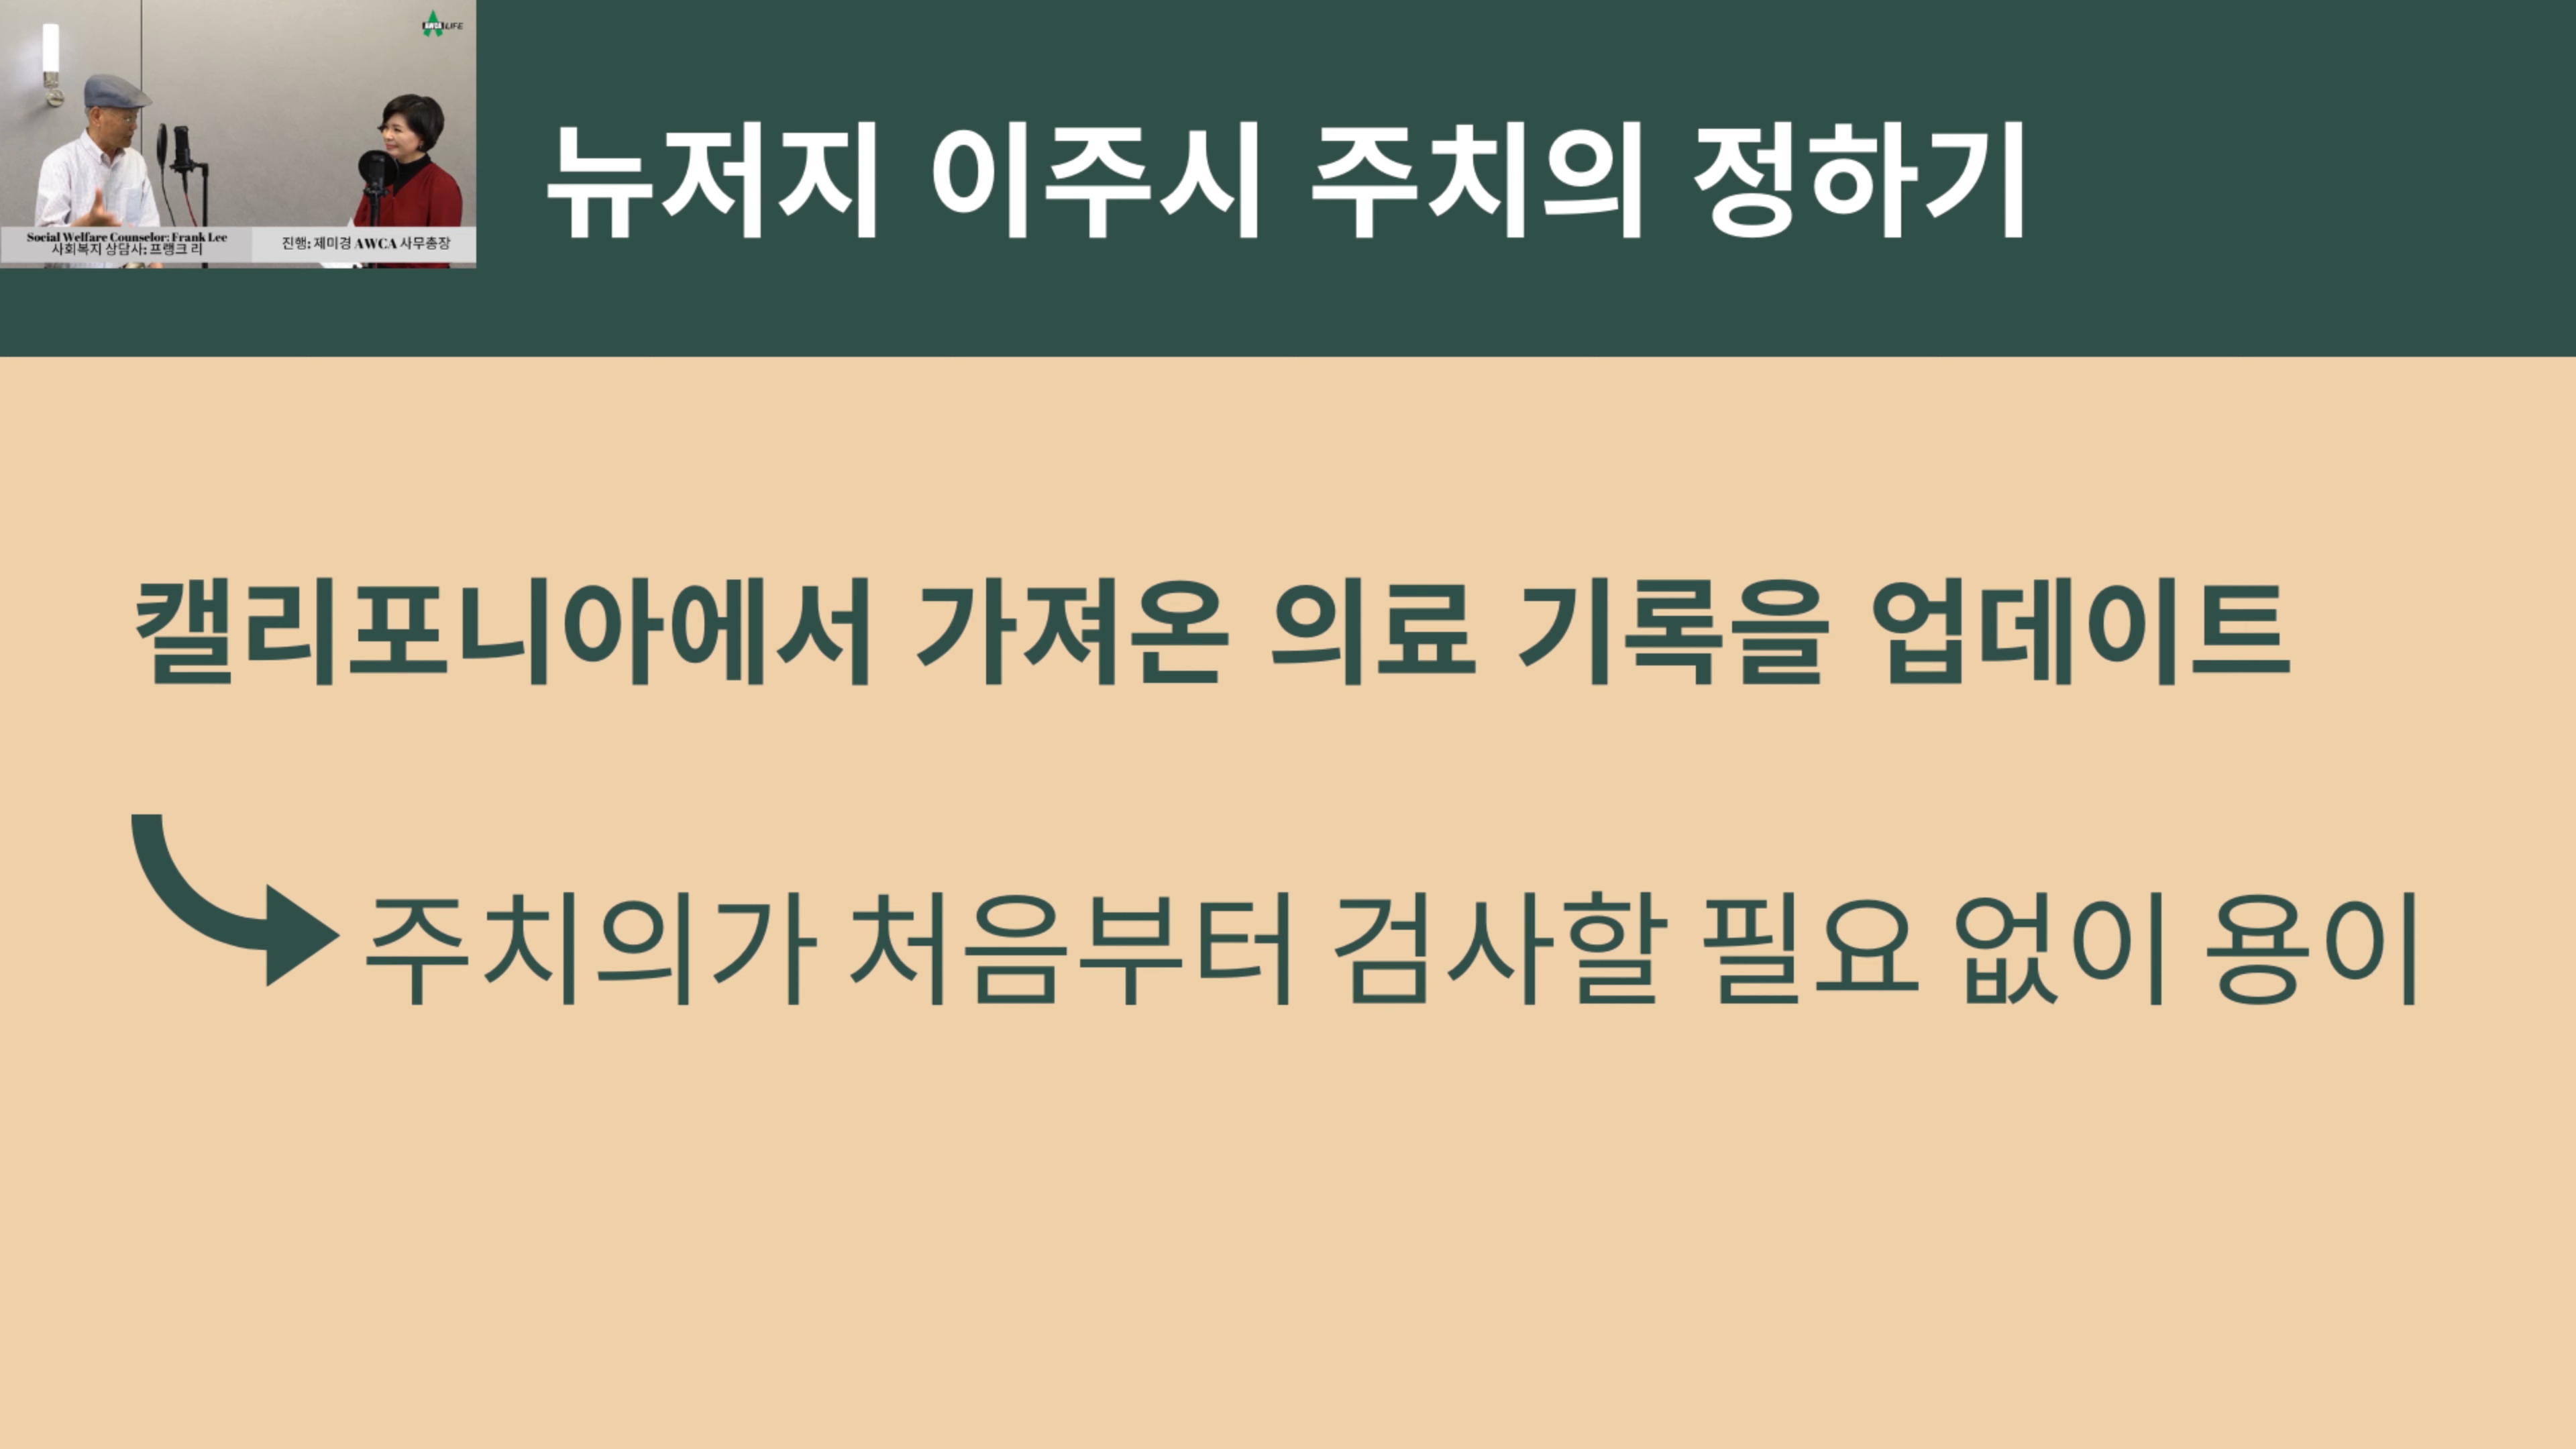 AWCA LIFE
Social Welfare Counselor: Frank Lee
사회복지 상담사: 프랭크 리
진행: 제미경 AWCA 사무총장
뉴저지 이주시 주치의 정하기
캘리포니아에서 가져온 의료 기록을 업데이트
주치의가 처음부터 검사할 필요 없이 용이